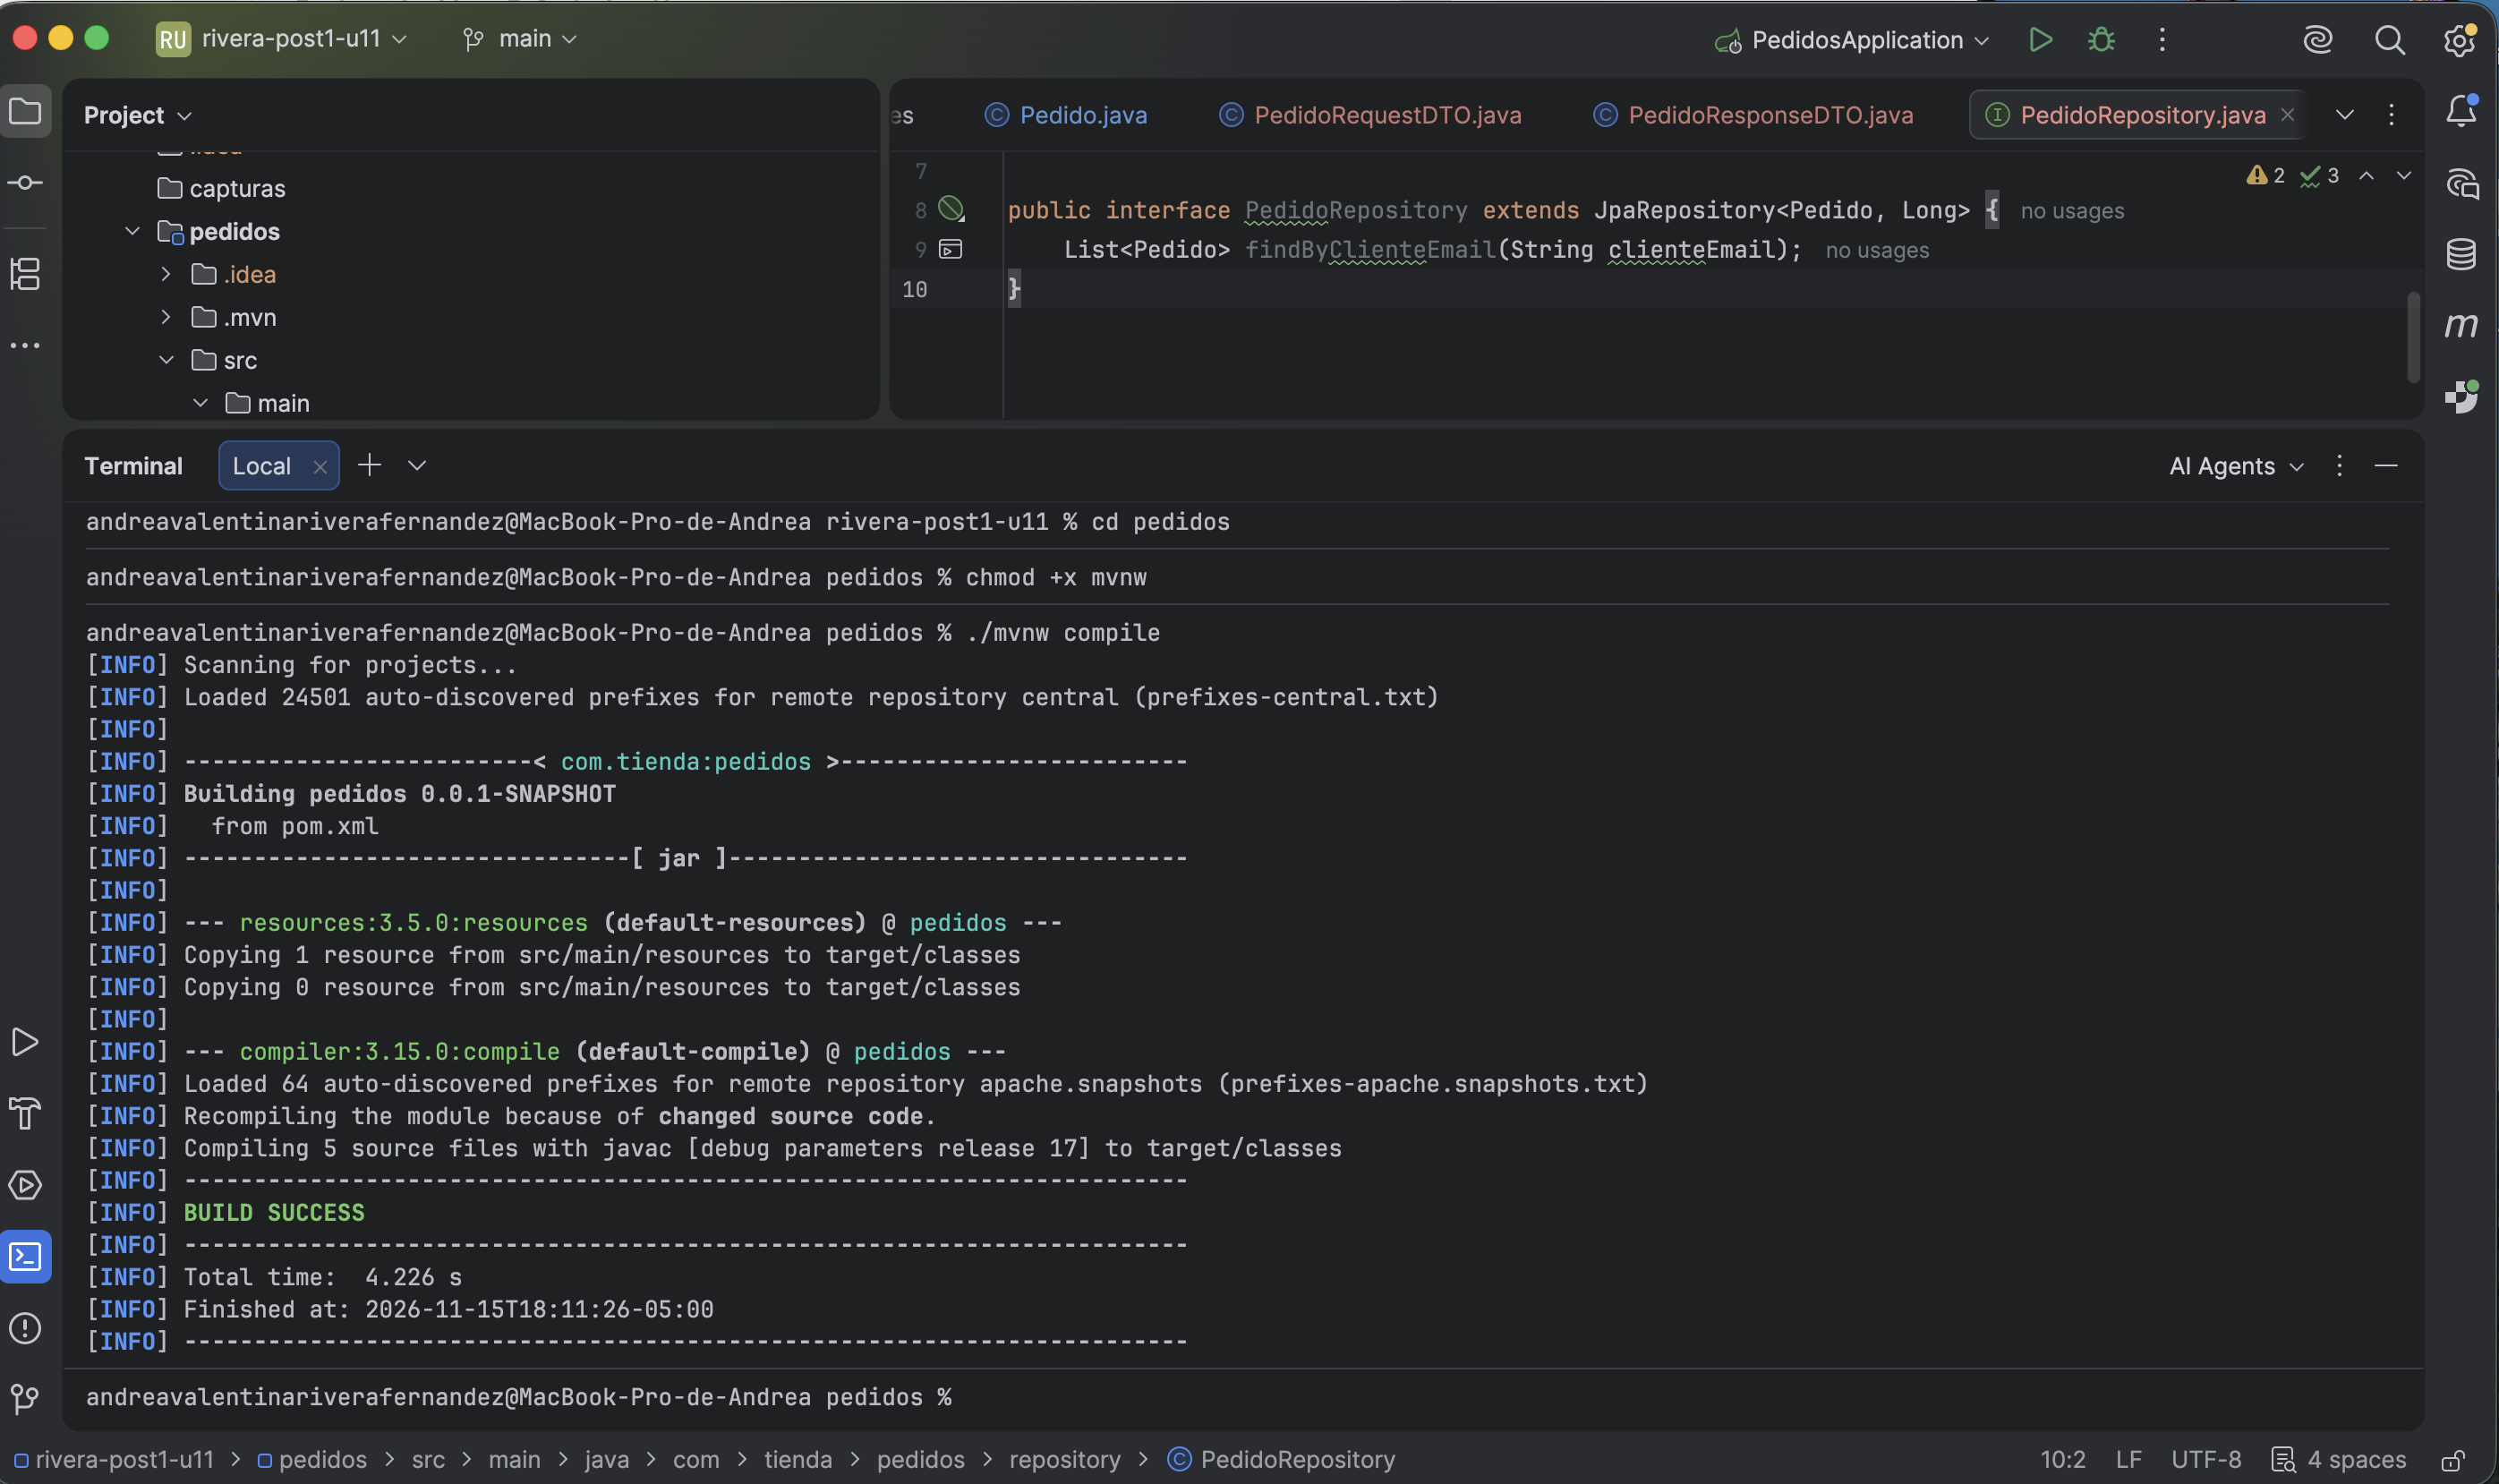 RU rivera-post1-u11 main PedidosApplication
Project
capturas
pedidos
.idea
.mvn
src
main
es Pedido.java PedidoRequestDTO.java PedidoResponseDTO.java PedidoRepository.java
2 3
7
8 public interface PedidoRepository extends JpaRepository<Pedido, Long> { no usages
9 List<Pedido> findByClienteEmail(String clienteEmail); no usages
10 }
Terminal Local AI Agents
andreavalentinariverafernandez@MacBook-Pro-de-Andrea rivera-post1-u11 % cd pedidos
andreavalentinariverafernandez@MacBook-Pro-de-Andrea pedidos % chmod +x mvnw
andreavalentinariverafernandez@MacBook-Pro-de-Andrea pedidos % ./mvnw compile
[INFO] Scanning for projects...
[INFO] Loaded 24501 auto-discovered prefixes for remote repository central (prefixes-central.txt)
[INFO]
[INFO] -------------------------< com.tienda:pedidos >-------------------------
[INFO] Building pedidos 0.0.1-SNAPSHOT
[INFO]   from pom.xml
[INFO] --------------------------------[ jar ]---------------------------------
[INFO]
[INFO] --- resources:3.5.0:resources (default-resources) @ pedidos ---
[INFO] Copying 1 resource from src/main/resources to target/classes
[INFO] Copying 0 resource from src/main/resources to target/classes
[INFO]
[INFO] --- compiler:3.15.0:compile (default-compile) @ pedidos ---
[INFO] Loaded 64 auto-discovered prefixes for remote repository apache.snapshots (prefixes-apache.snapshots.txt)
[INFO] Recompiling the module because of changed source code.
[INFO] Compiling 5 source files with javac [debug parameters release 17] to target/classes
[INFO] ------------------------------------------------------------------------
[INFO] BUILD SUCCESS
[INFO] ------------------------------------------------------------------------
[INFO] Total time:  4.226 s
[INFO] Finished at: 2026-11-15T18:11:26-05:00
[INFO] ------------------------------------------------------------------------
andreavalentinariverafernandez@MacBook-Pro-de-Andrea pedidos %
rivera-post1-u11 > pedidos > src > main > java > com > tienda > pedidos > repository > PedidoRepository 10:2 LF UTF-8 4 spaces